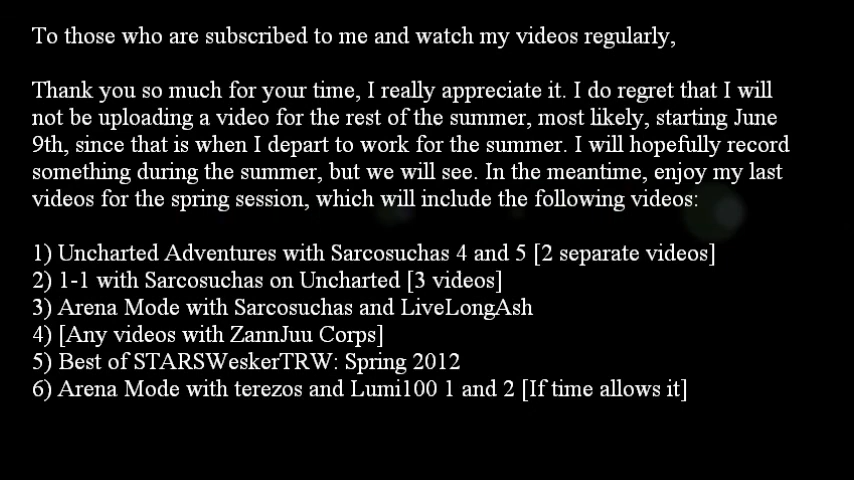 To those who are subscribed to me and watch my videos regularly,
Thank you so much for your time, I really appreciate it. I do regret that I will
not be uploading a video for the rest of the summer, most likely, starting June
9th, since that is when I depart to work for the summer. I will hopefully record
something during the summer, but we will see. In the meantime, enjoy my last
videos for the spring session, which will include the following videos:
1) Uncharted Adventures with Sarcosuchas 4 and 5 [2 separate videos]
2) 1-1 with Sarcosuchas on Uncharted [3 videos]
3) Arena Mode with Sarcosuchas and LiveLongAsh
4) [Any videos with ZannJuu Corps]
5) Best of STARSWeskerTRW: Spring 2012
6) Arena Mode with terezos and Lumi100 1 and 2 [If time allows it]